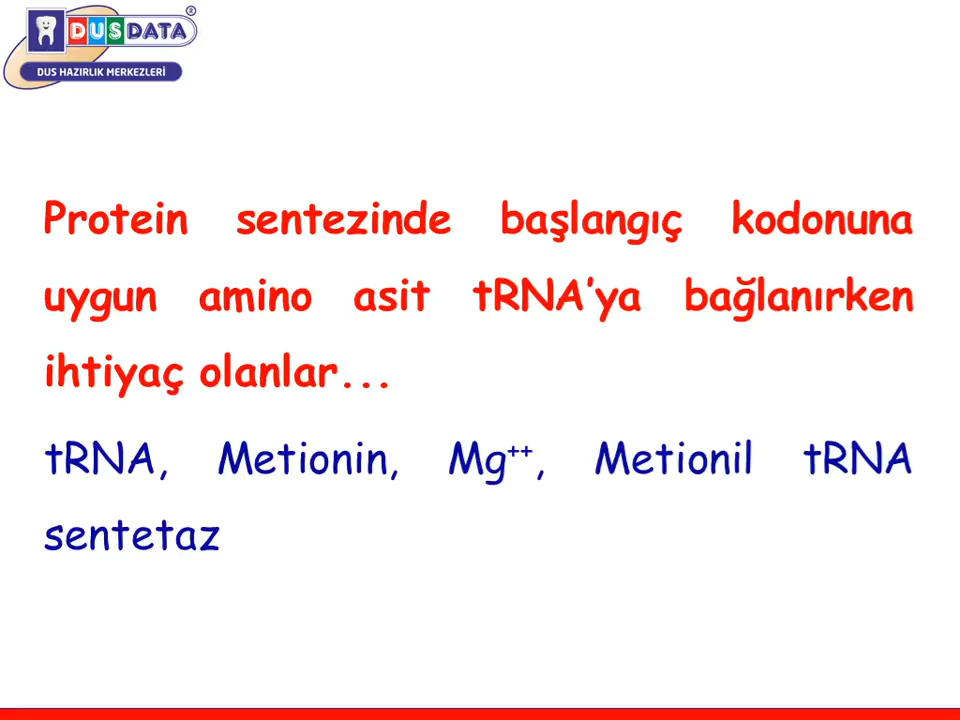 DUSDATA®
DUS HAZIRLIK MERKEZLERİ
Protein sentezinde başlangıç kodonuna
uygun amino asit tRNA’ya bağlanırken
ihtiyaç olanlar...
tRNA, Metionin, Mg⁺⁺, Metionil tRNA
sentetaz